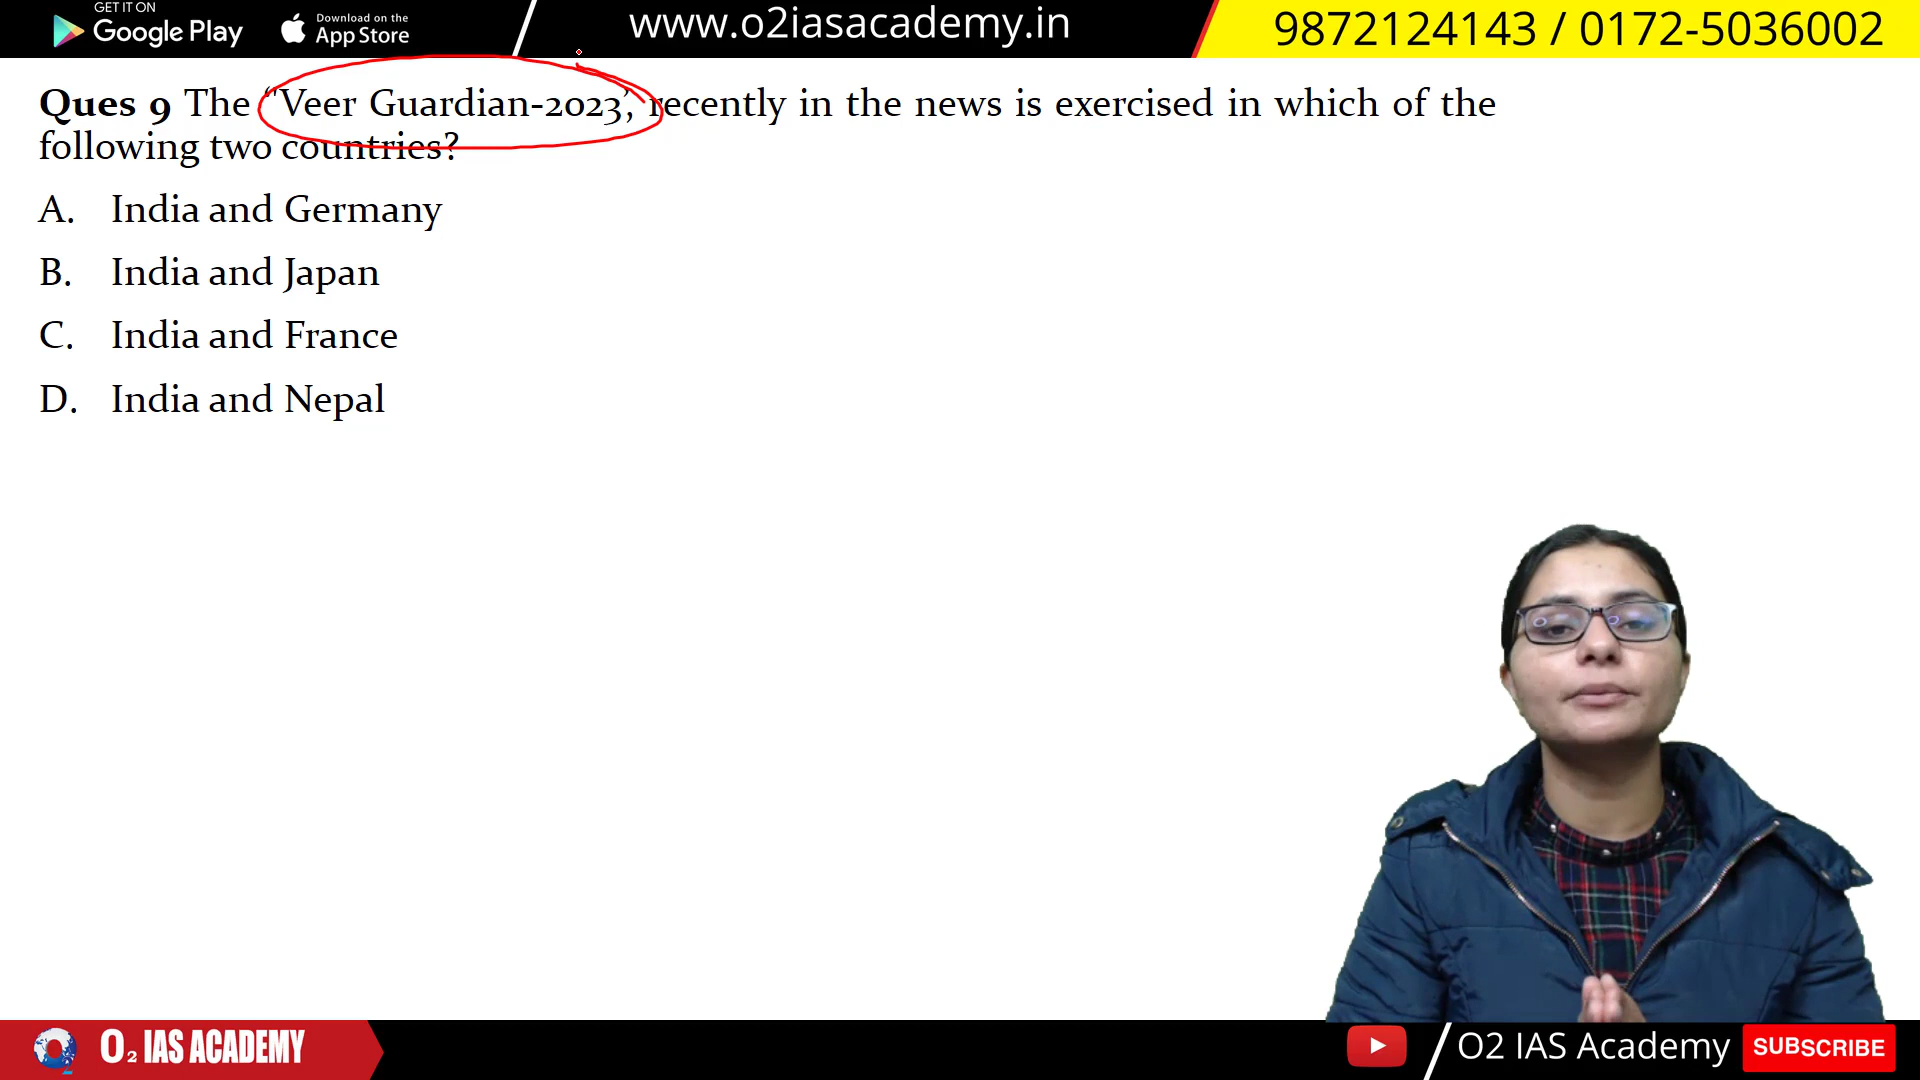 GET IT ON
Google Play
Download on the
App Store
www.o2iasacademy.in
9872124143 / 0172-5036002
Ques 9 The ‘'Veer Guardian-2023’, recently in the news is exercised in which of the
following two countries?
A. India and Germany
B. India and Japan
C. India and France
D. India and Nepal
O2 IAS ACADEMY
O2 IAS Academy
SUBSCRIBE